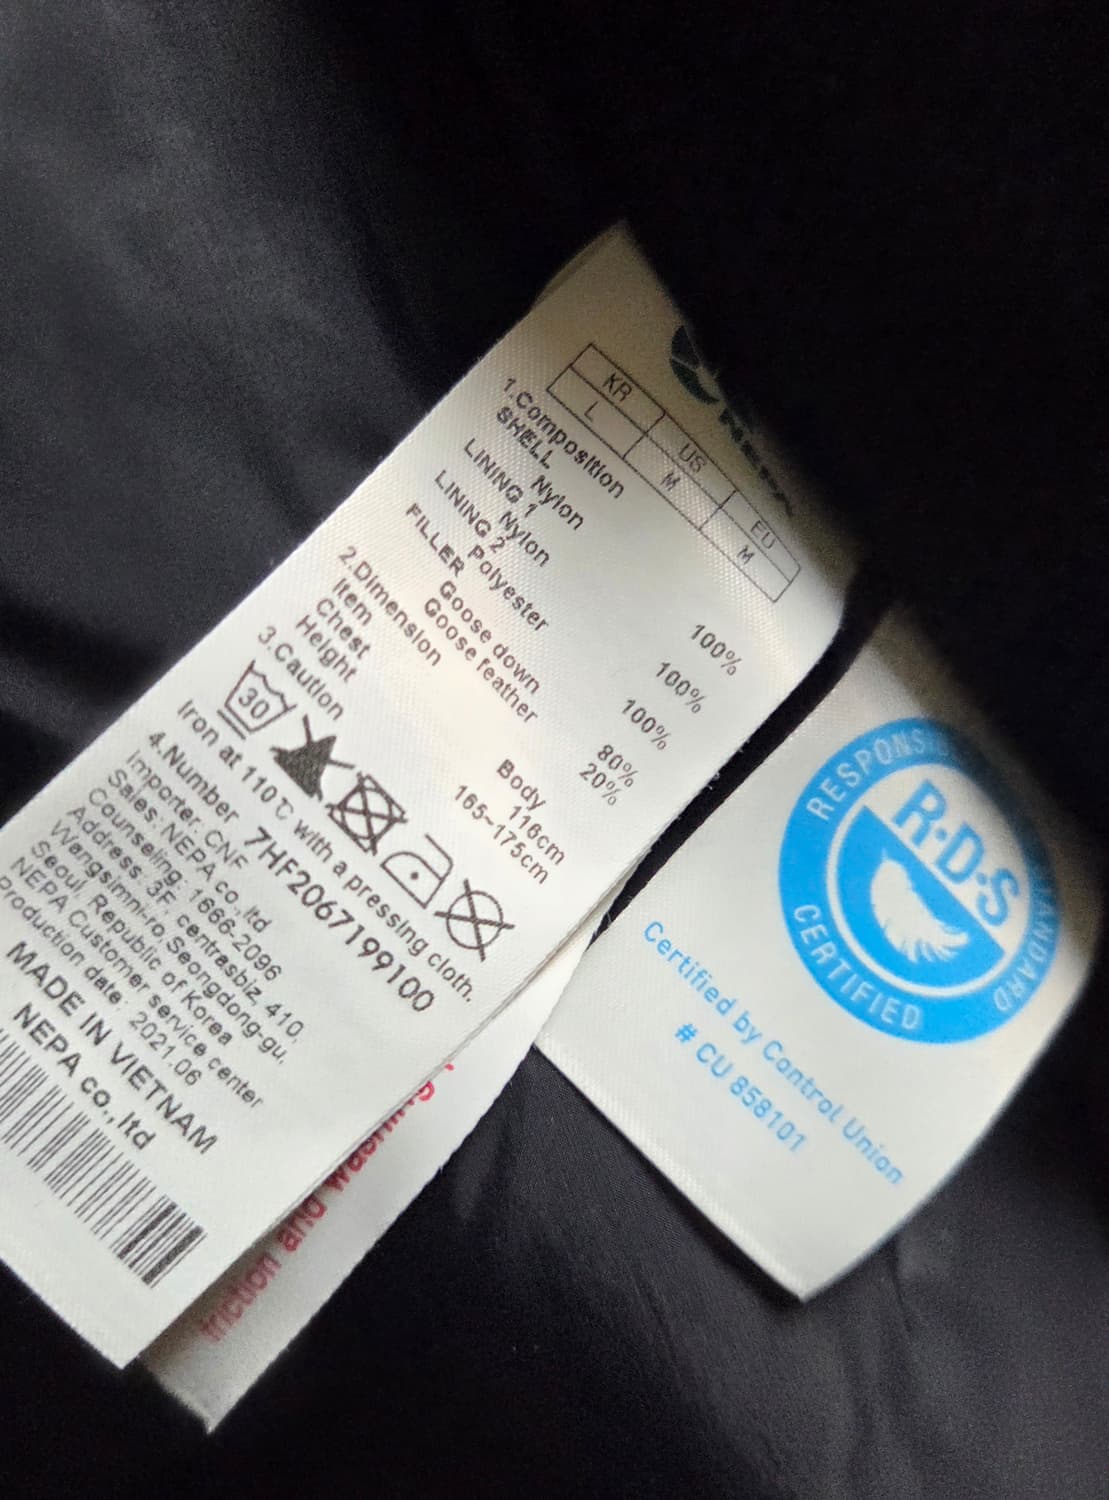 NEPA
KR US EU
L M M
1.Composition
SHELL
Nylon 100%
LINING 1
Nylon 100%
LINING 2
Polyester 100%
FILLER
Goose down 80%
Goose feather 20%
2.Dimension
Item Body
Chest 116cm
Height 165~175cm
3.Caution
30
Iron at 110℃ with a pressing cloth.
4.Number 7HF2067199100
Importer: CNF
Sales: NEPA co.,ltd
Counseling: 1666-2096
Address: 3F, centrasbiz, 410,
Wangsimni-ro, Seongdong-gu,
Seoul, Republic of Korea
NEPA Customer service center
Production date: 2021.06
MADE IN VIETNAM
NEPA co.,ltd
friction and washing
RESPONSI
STANDARD
R·D·S
CERTIFIED
Certified by Control Union
# CU 858101